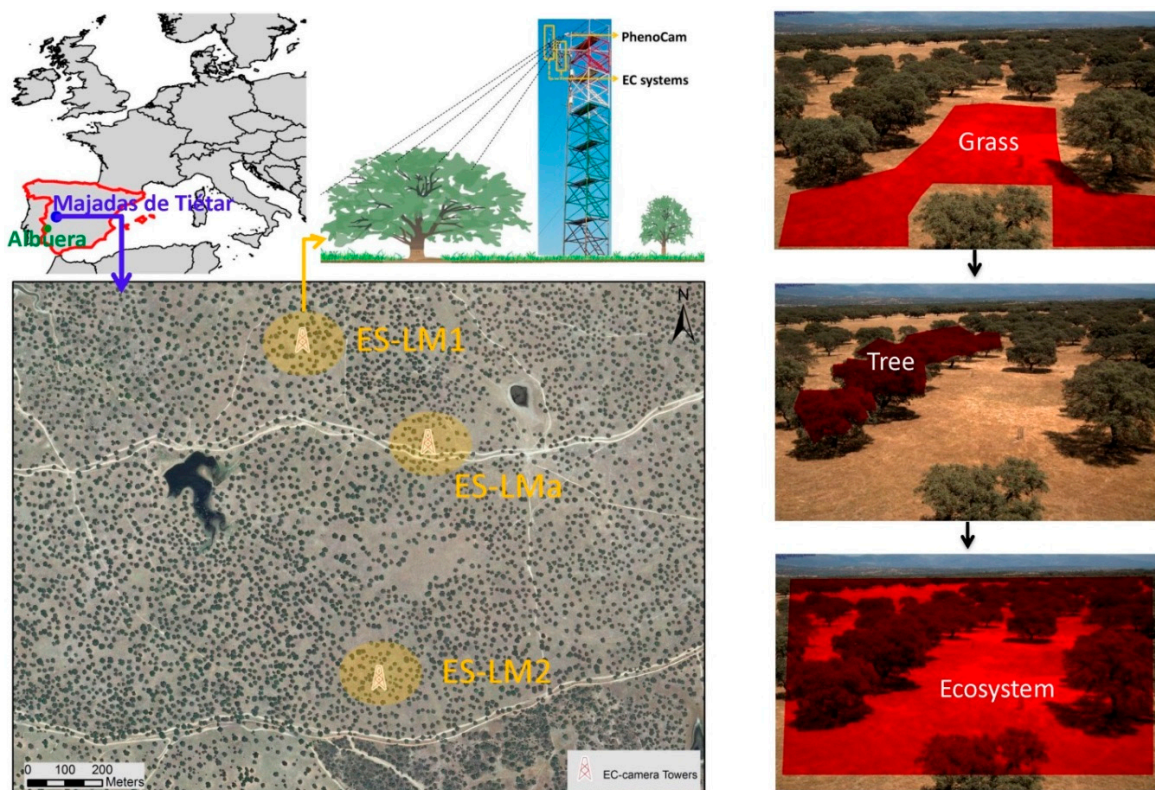 PhenoCam
EC systems
Majadas de Tiétar
Albuera
N
ES-LM1
ES-LMa
ES-LM2
0 100 200
Meters
EC-camera Towers
Grass
Tree
Ecosystem